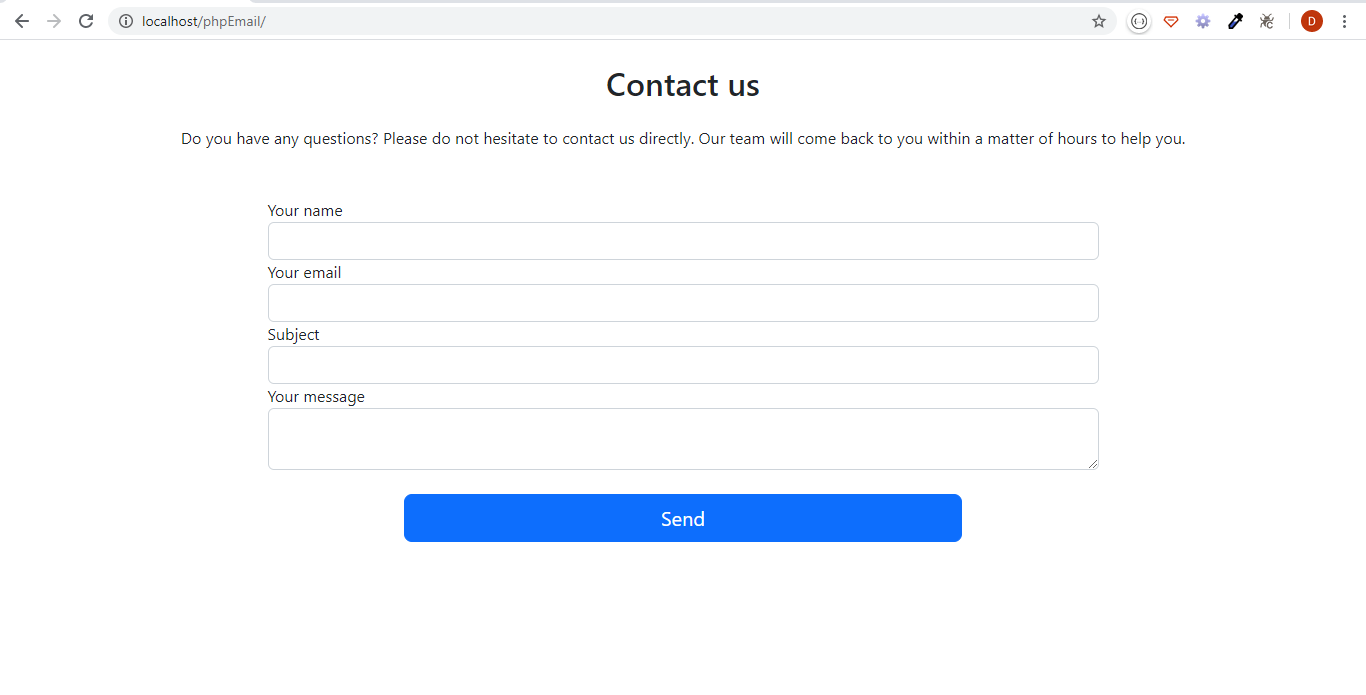 localhost/phpEmail/
D
Contact us
Do you have any questions? Please do not hesitate to contact us directly. Our team will come back to you within a matter of hours to help you.
Your name
Your email
Subject
Your message
Send